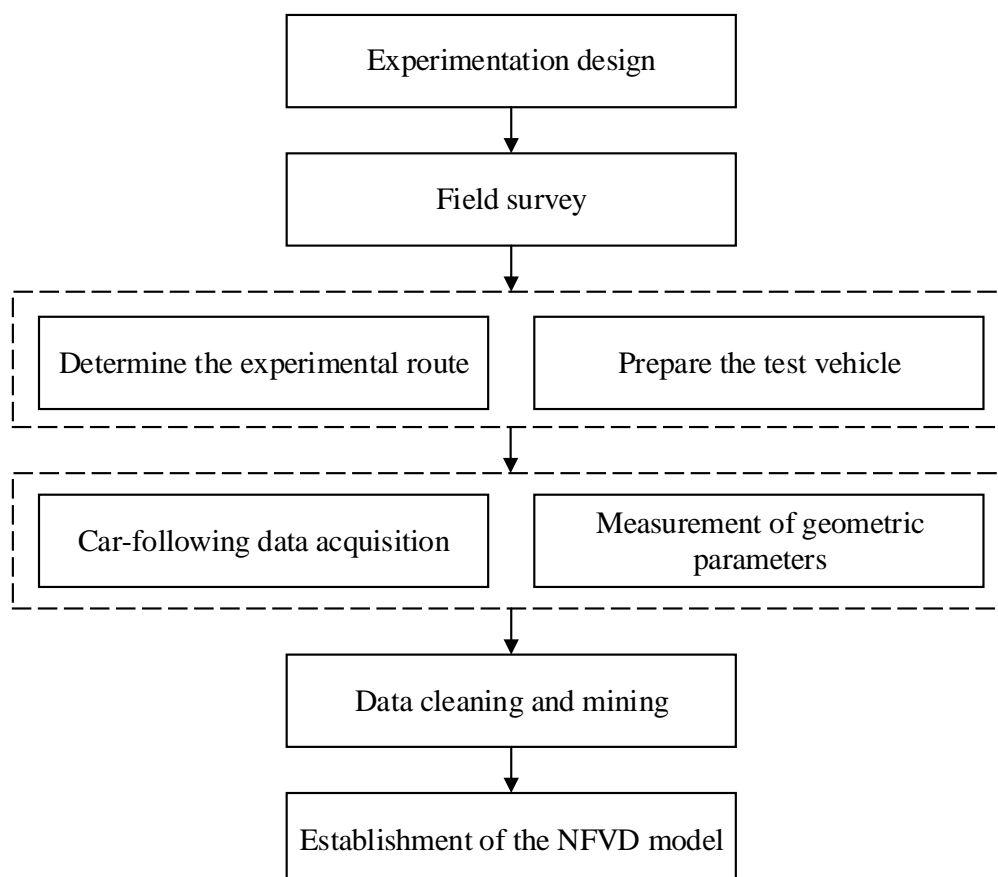 Experimentation design
Field survey
Determine the experimental route
Prepare the test vehicle
Car-following data acquisition
Measurement of geometric
parameters
Data cleaning and mining
Establishment of the NFVD model